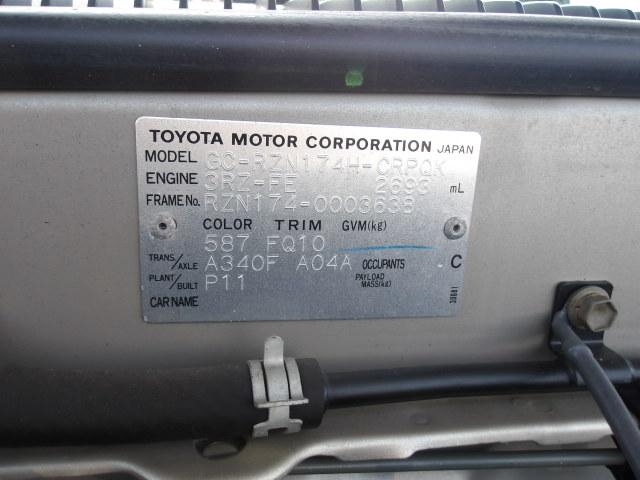 TOYOTA MOTOR CORPORATION JAPAN
MODEL GC-RZN174H-CRPQK
ENGINE 3RZ-FE 2693 mL
FRAME No. RZN174-0003638
COLOR TRIM GVM(kg)
587 FQ10
TRANS/AXLE A340F A04A OCCUPANTS C
PLANT/BUILT P11 PAYLOAD MASS(kg)
CAR NAME